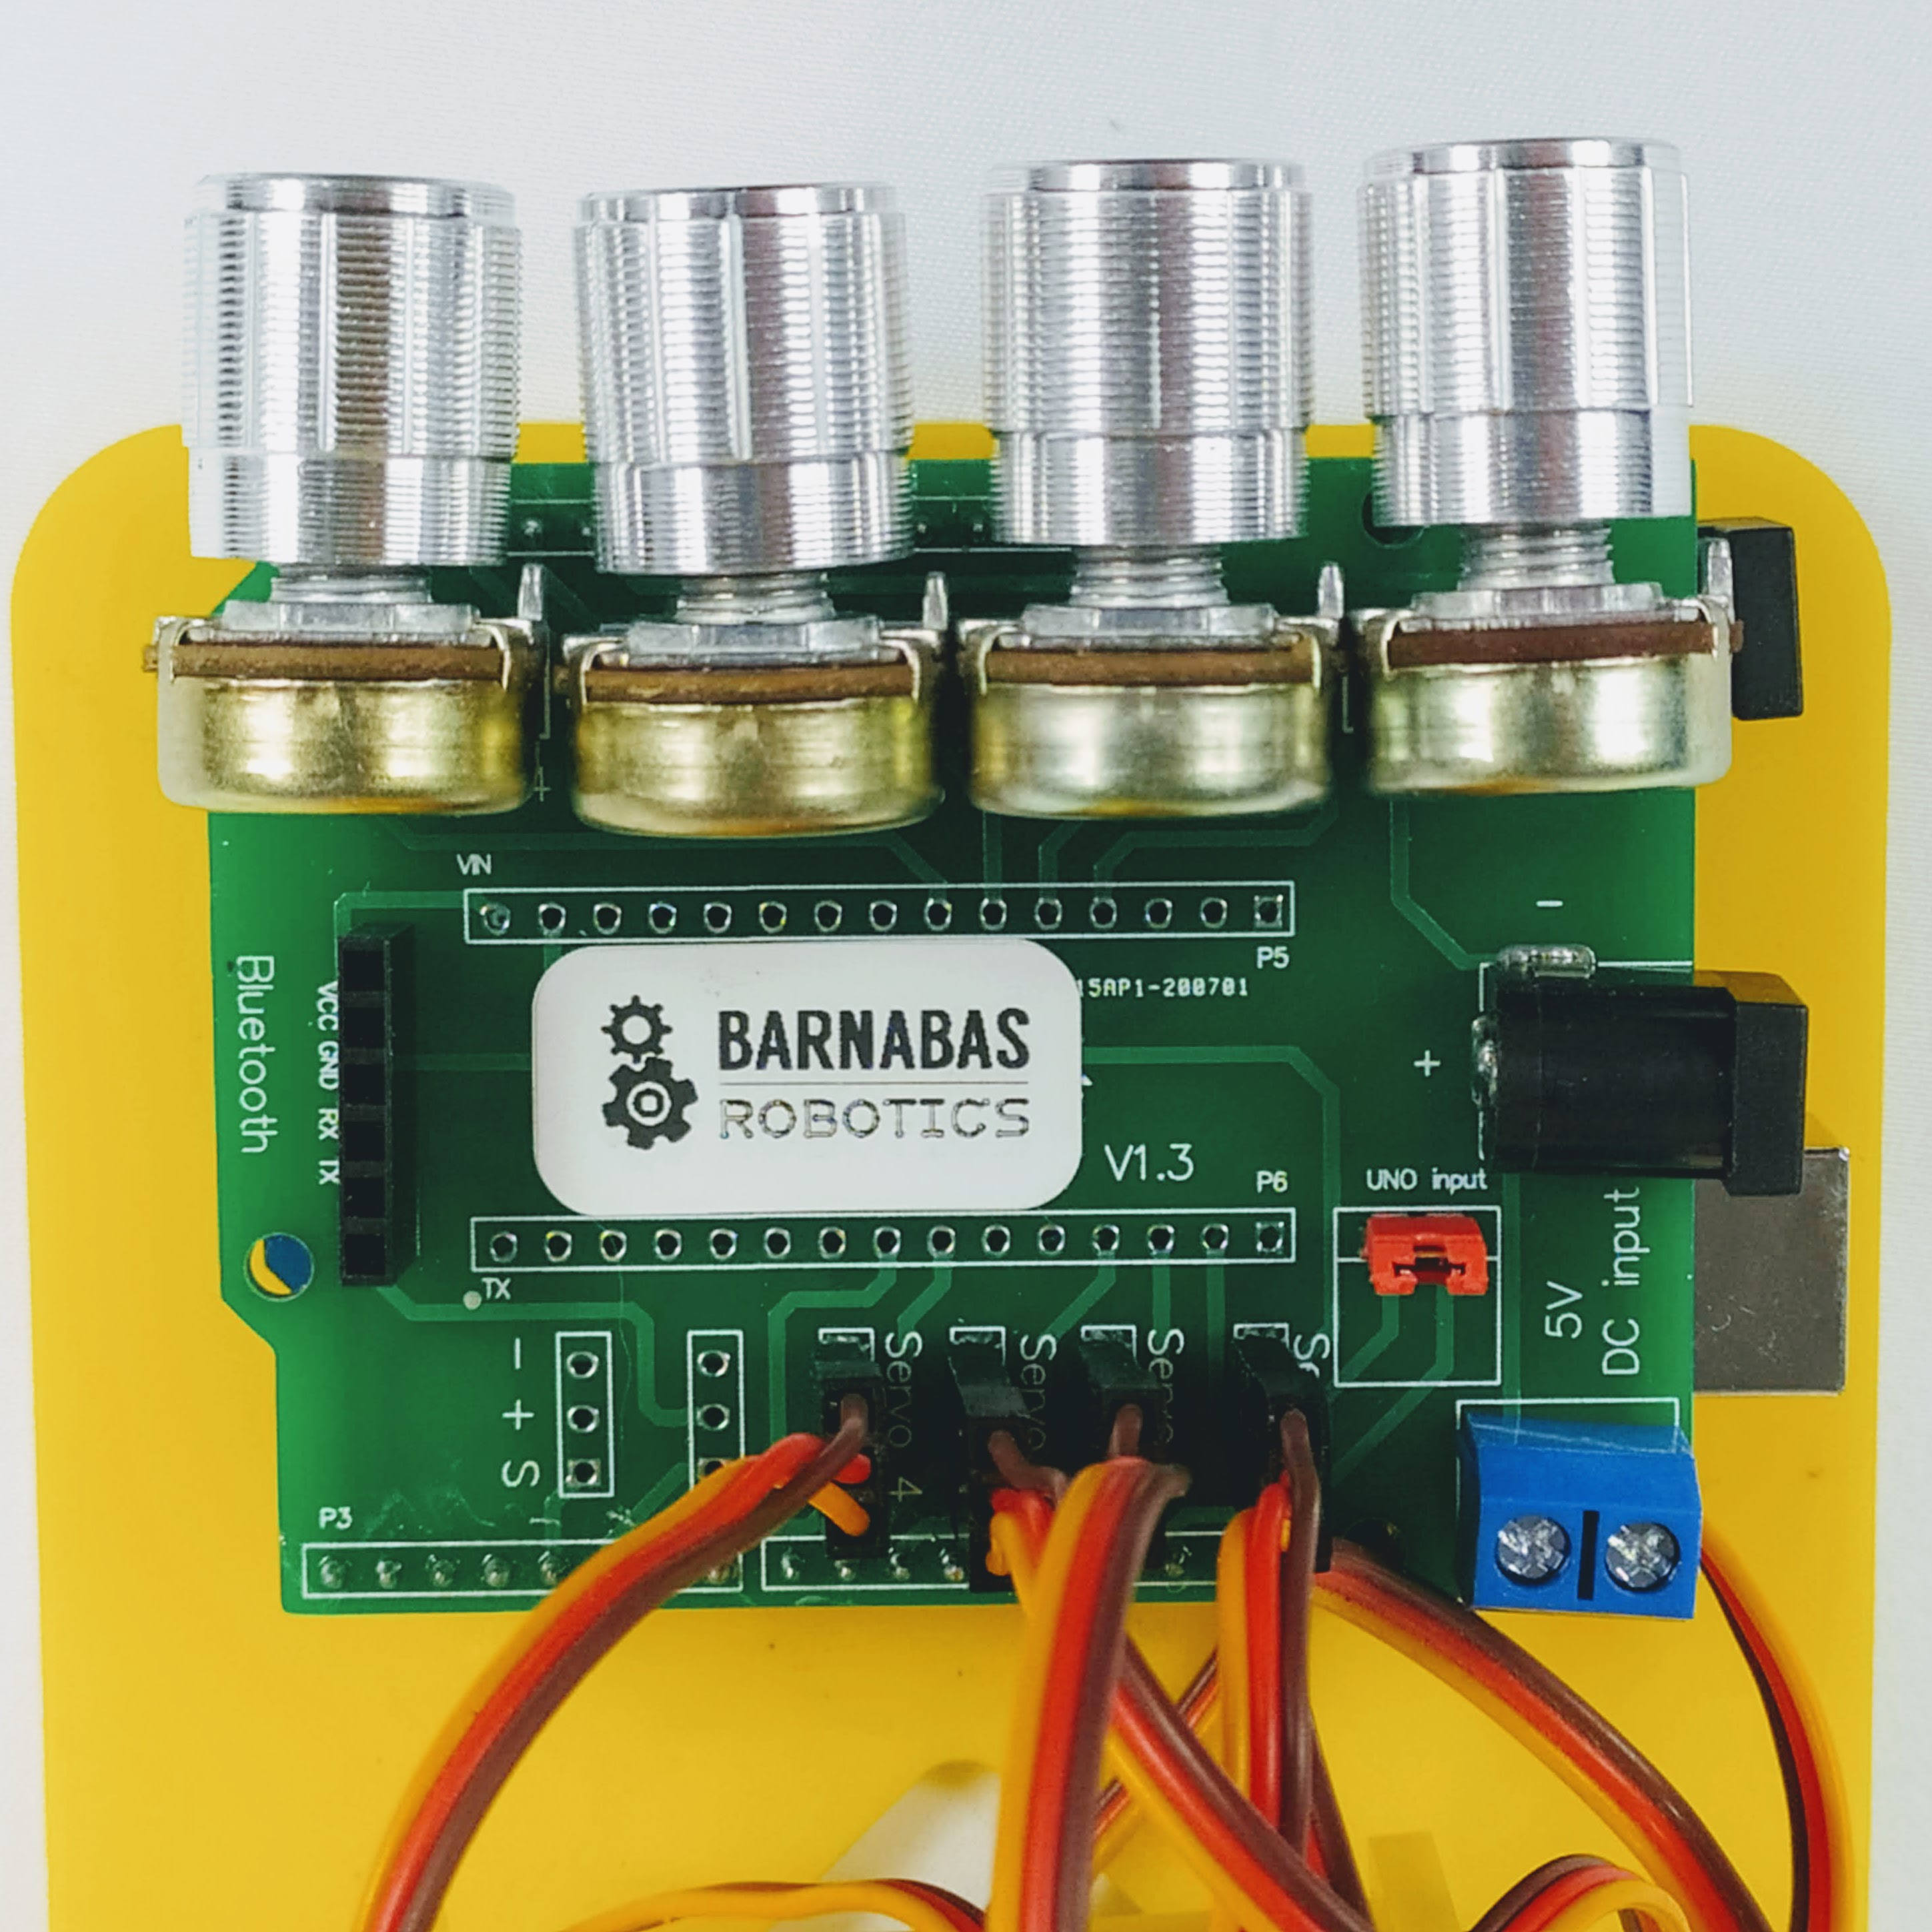 VIN
P5
15AP1-200701
Bluetooth
VCC GND RX TX
BARNABAS
ROBOTICS
V1.3
P6
TX
−
+
UNO input
5V
DC input
−
+
S
Servo 4
Servo
P3